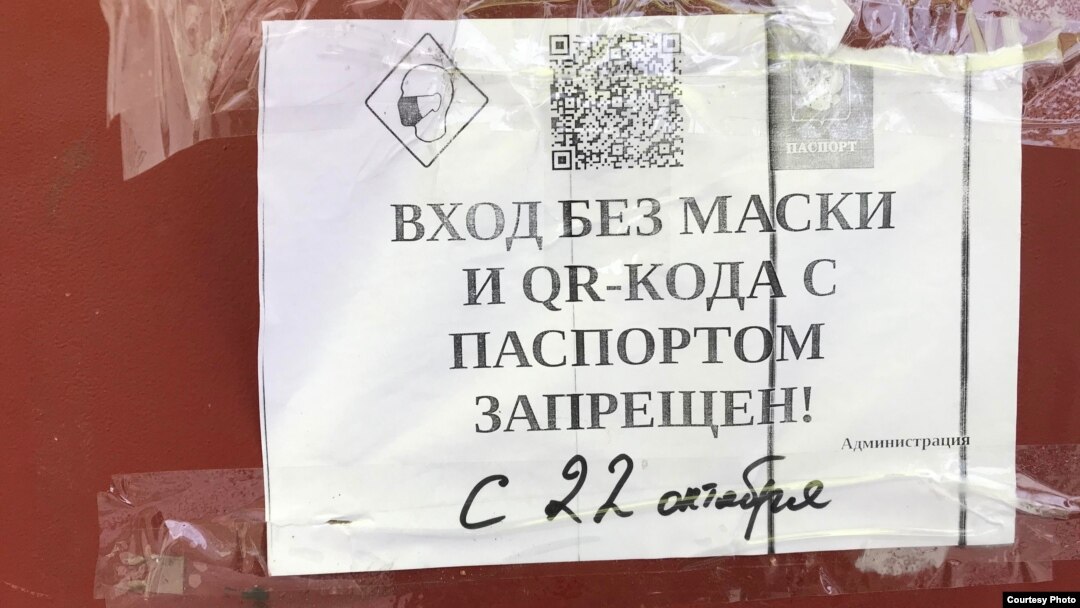 ПАСПОРТ
ВХОД БЕЗ МАСКИ
И QR-КОДА С
ПАСПОРТОМ
ЗАПРЕЩЕН!
Администрация
С 22 октября
Courtesy Photo